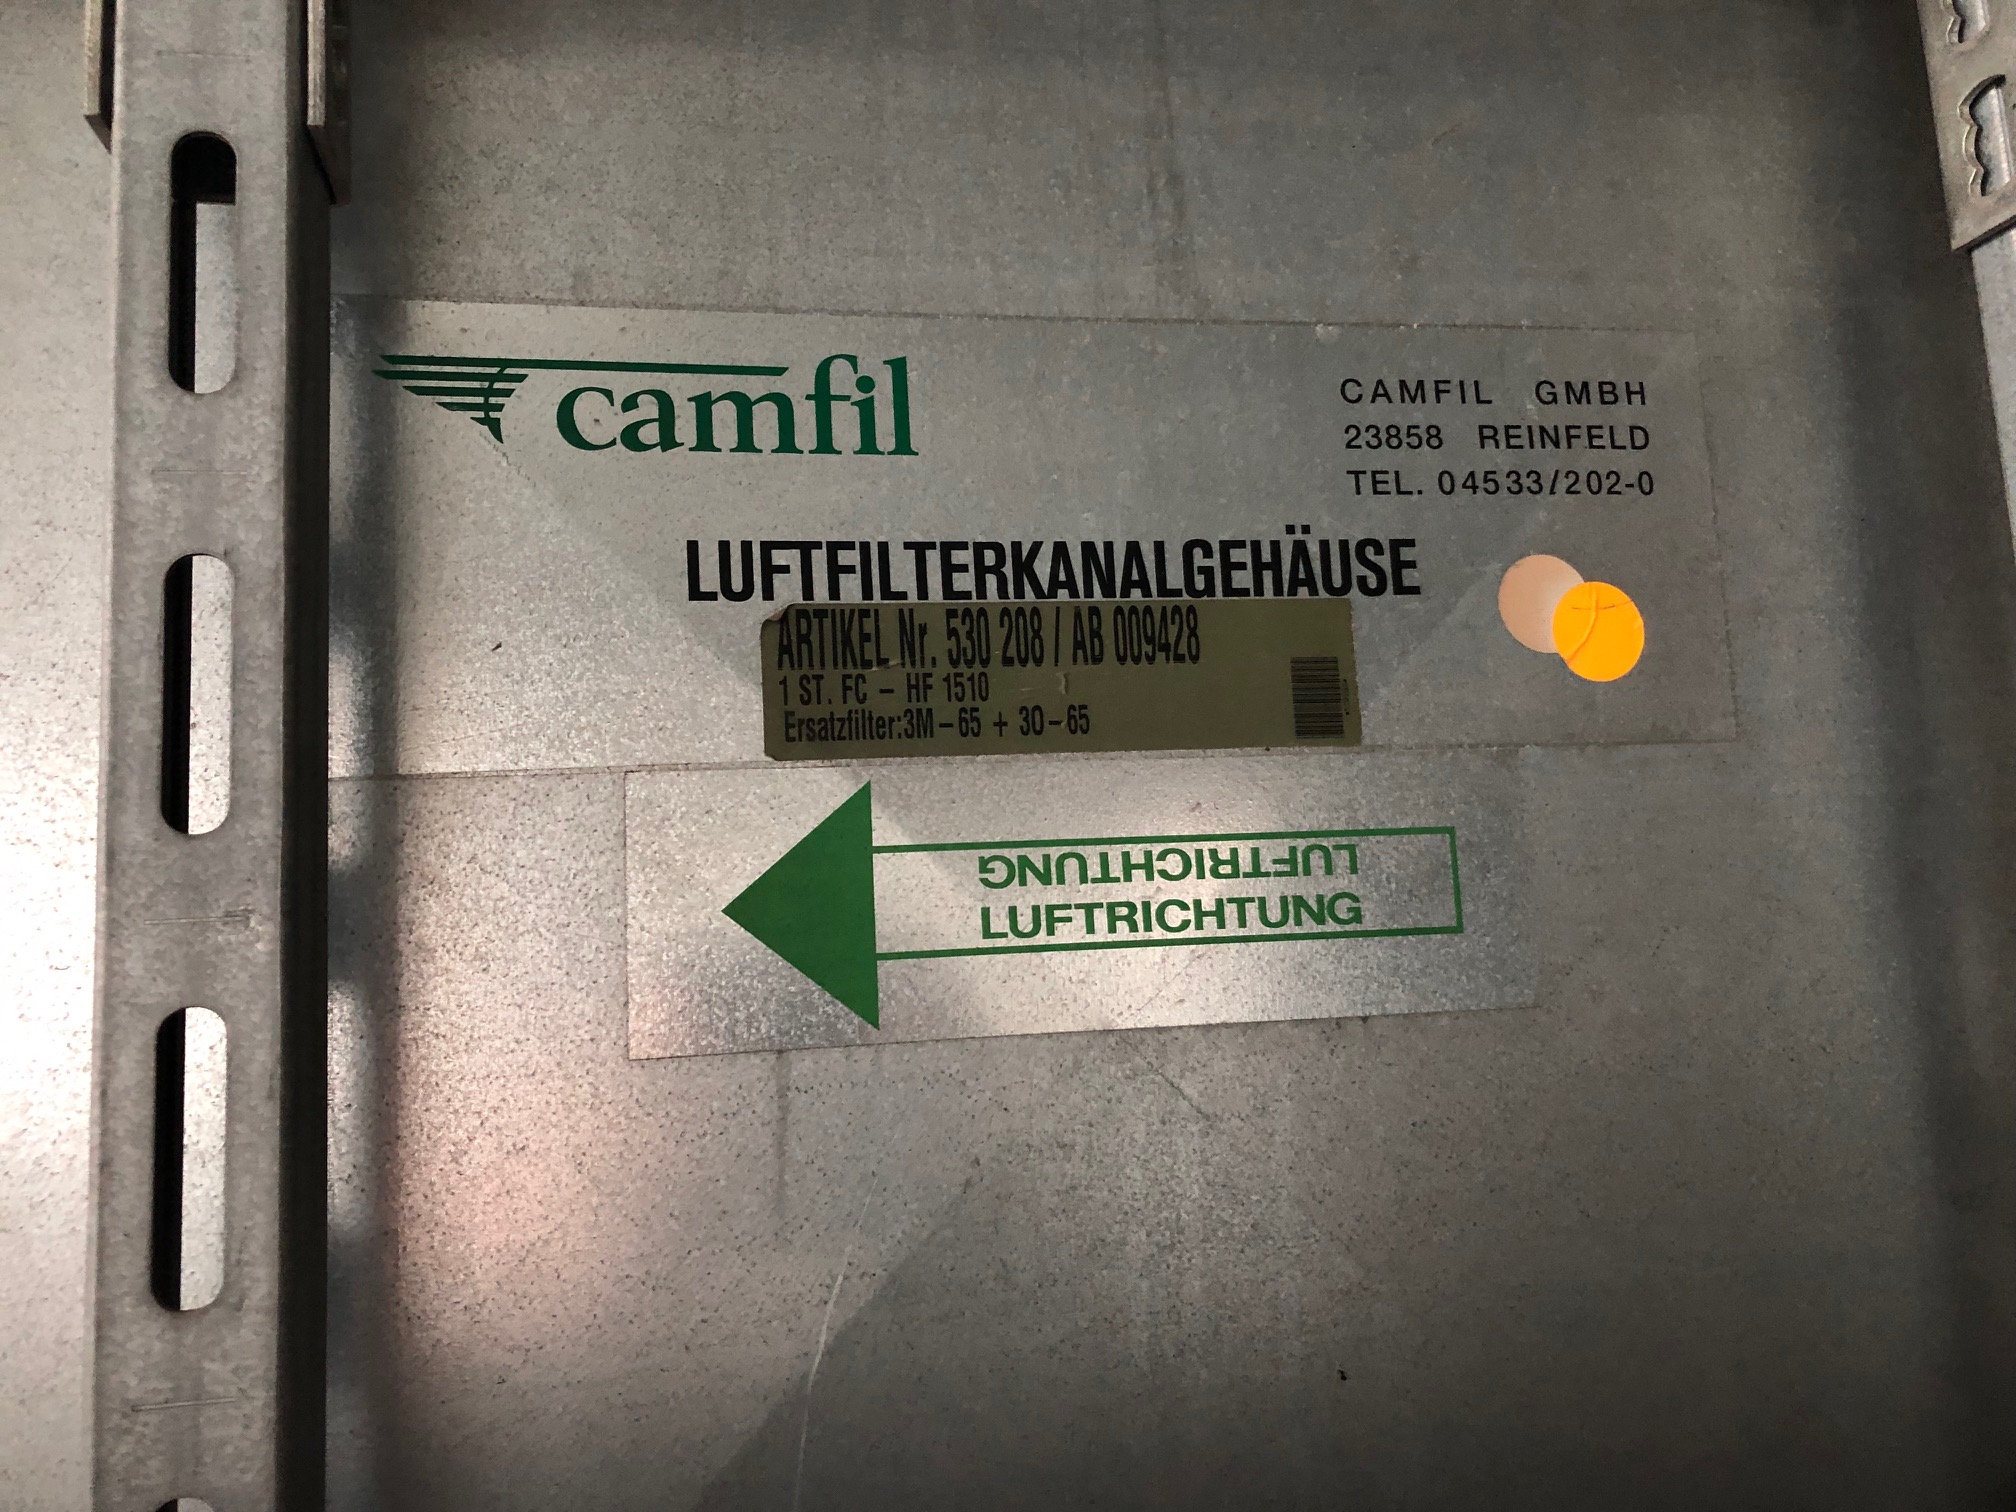 camfil
CAMFIL GMBH
23858 REINFELD
TEL. 04533/202-0
LUFTFILTERKANALGEHÄUSE
ARTIKEL Nr. 530 208 / AB 009428
1 ST. FC – HF 1510
Ersatzfilter:3M–65 + 30–65
LUFTRICHTUNG
LUFTRICHTUNG